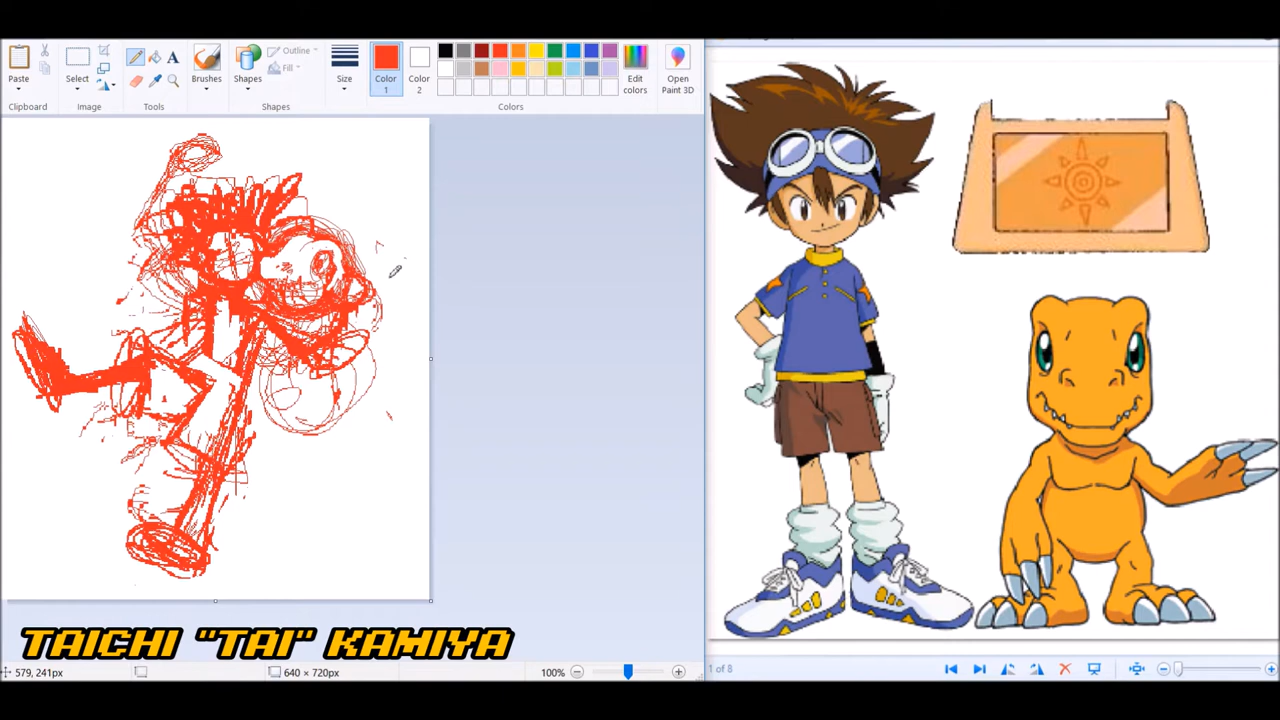 Outline
Fill
Paste
Select
Brushes
Shapes
Size
Color
1
Color
2
Edit
colors
Open
Paint 3D
Clipboard
Image
Tools
Shapes
Colors
TAICHI "TAI" KAMIYA
579, 241px
640 × 720px
100%
1 of 8